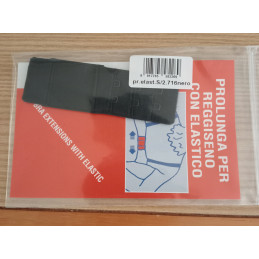 pr elast.S/2.716nero
PROLUNGA PER
REGGISENO
CON ELASTICO
BRA EXTENSIONS WITH ELASTIC